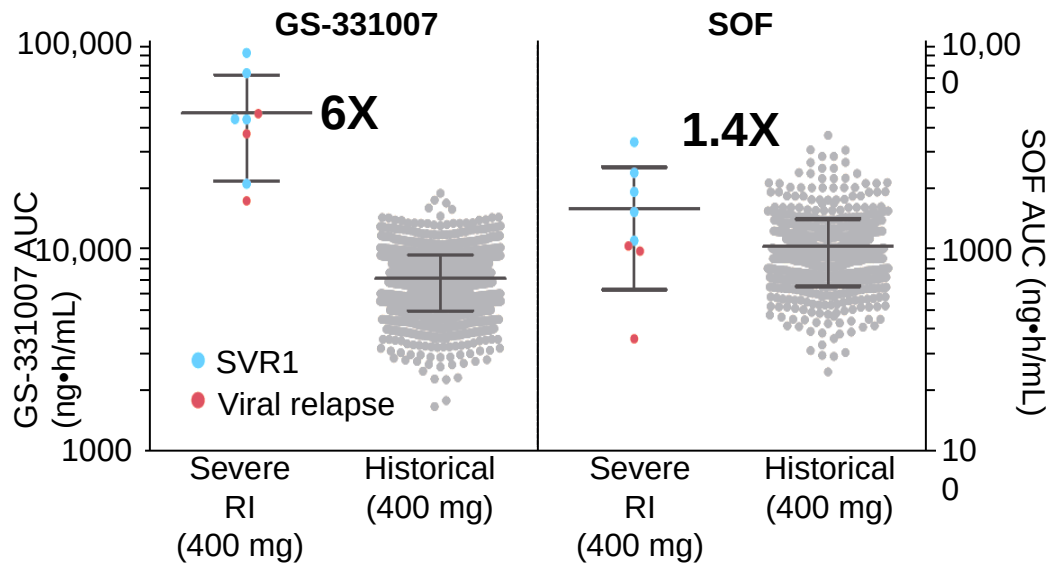 GS-331007
SOF
100,000
10,000
1000
GS-331007 AUC
(ng•h/mL)
6X
1.4X
SVR1
Viral relapse
10,00
0
1000
10
0
SOF AUC (ng•h/mL)
Severe
RI
(400 mg)
Historical
(400 mg)
Severe
RI
(400 mg)
Historical
(400 mg)